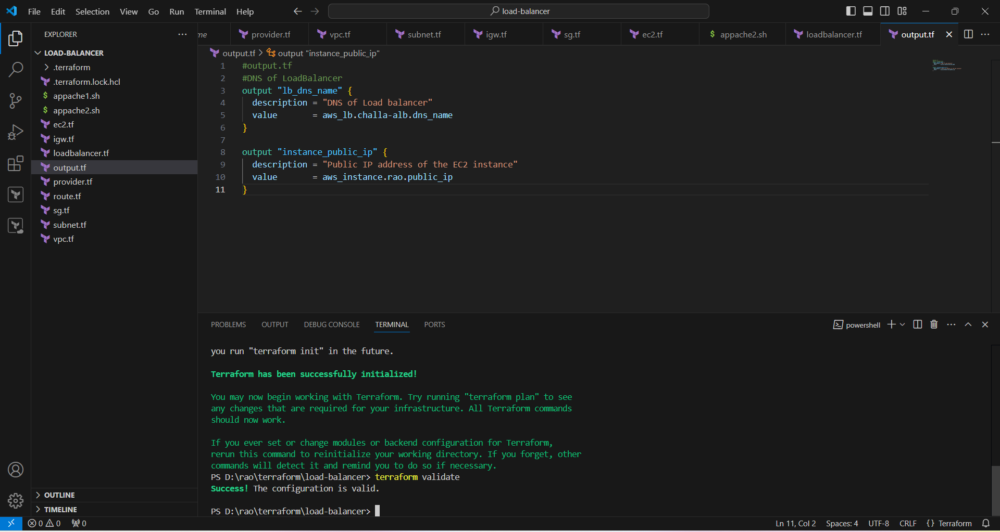 File Edit Selection View Go Run Terminal Help
load-balancer
EXPLORER
LOAD-BALANCER
.terraform
.terraform.lock.hcl
$ appache1.sh
$ appache2.sh
ec2.tf
igw.tf
loadbalancer.tf
output.tf
provider.tf
route.tf
sg.tf
subnet.tf
vpc.tf
OUTLINE
TIMELINE
me provider.tf vpc.tf subnet.tf igw.tf sg.tf ec2.tf $ appache2.sh loadbalancer.tf output.tf
output.tf > output "instance_public_ip"
1 #output.tf
2 #DNS of LoadBalancer
3 output "lb_dns_name" {
4 description = "DNS of Load balancer"
5 value = aws_lb.challa-alb.dns_name
6 }
7
8 output "instance_public_ip" {
9 description = "Public IP address of the EC2 instance"
10 value = aws_instance.rao.public_ip
11 }
PROBLEMS OUTPUT DEBUG CONSOLE TERMINAL PORTS
powershell
you run "terraform init" in the future.
Terraform has been successfully initialized!
You may now begin working with Terraform. Try running "terraform plan" to see
any changes that are required for your infrastructure. All Terraform commands
should now work.
If you ever set or change modules or backend configuration for Terraform,
rerun this command to reinitialize your working directory. If you forget, other
commands will detect it and remind you to do so if necessary.
PS D:\rao\terraform\load-balancer> terraform validate
Success! The configuration is valid.
PS D:\rao\terraform\load-balancer>
0 0 0
Ln 11, Col 2 Spaces: 4 UTF-8 CRLF {} Terraform